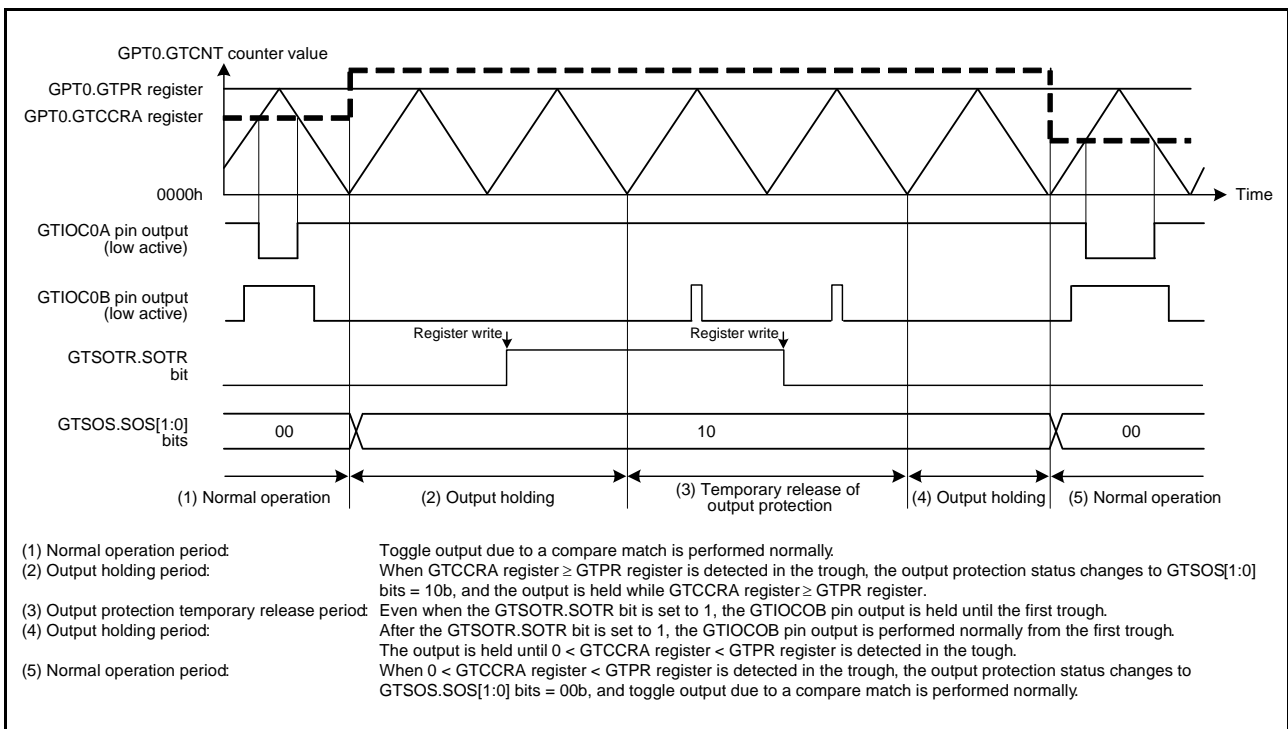 GPT0.GTCNT counter value
GPT0.GTPR register
GPT0.GTCCRA register
0000h
Time
GTIOC0A pin output
(low active)
GTIOC0B pin output
(low active)
Register write
Register write
GTSOTR.SOTR
bit
GTSOS.SOS[1:0]
bits
00
10
00
(1) Normal operation
(2) Output holding
(3) Temporary release of
output protection
(4) Output holding
(5) Normal operation
(1) Normal operation period: Toggle output due to a compare match is performed normally.
(2) Output holding period: When GTCCRA register ≥ GTPR register is detected in the trough, the output protection status changes to GTSOS[1:0]
bits = 10b, and the output is held while GTCCRA register ≥ GTPR register.
(3) Output protection temporary release period: Even when the GTSOTR.SOTR bit is set to 1, the GTIOCOB pin output is held until the first trough.
(4) Output holding period: After the GTSOTR.SOTR bit is set to 1, the GTIOCOB pin output is performed normally from the first trough.
The output is held until 0 < GTCCRA register < GTPR register is detected in the tough.
(5) Normal operation period: When 0 < GTCCRA register < GTPR register is detected in the trough, the output protection status changes to
GTSOS.SOS[1:0] bits = 00b, and toggle output due to a compare match is performed normally.